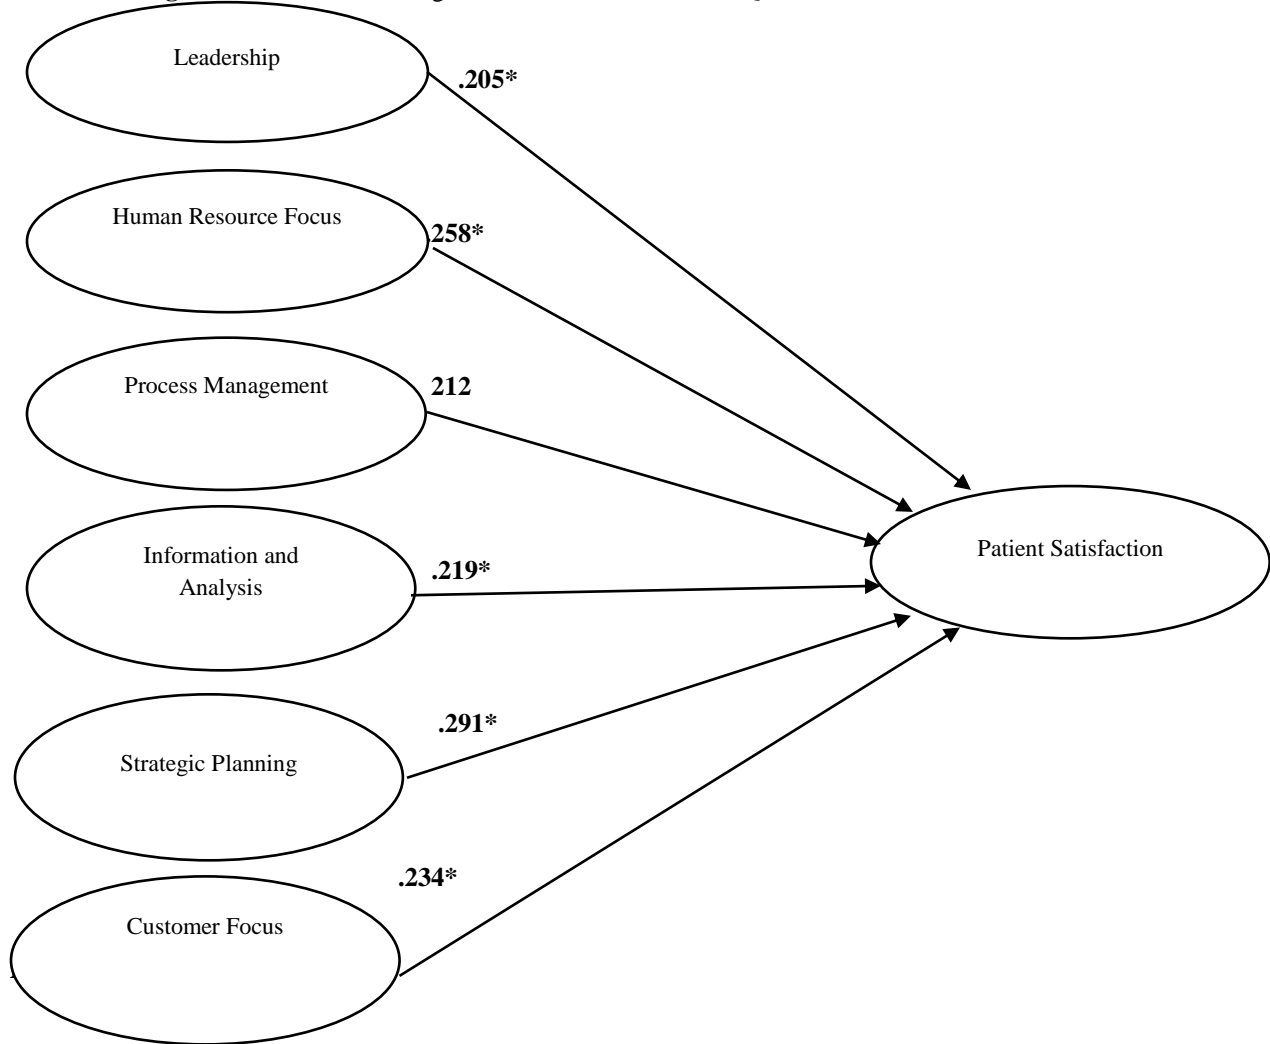 Leadership
.205*
Human Resource Focus
.258*
Process Management
212
Information and
Analysis
.219*
Patient Satisfaction
Strategic Planning
.291*
Customer Focus
.234*